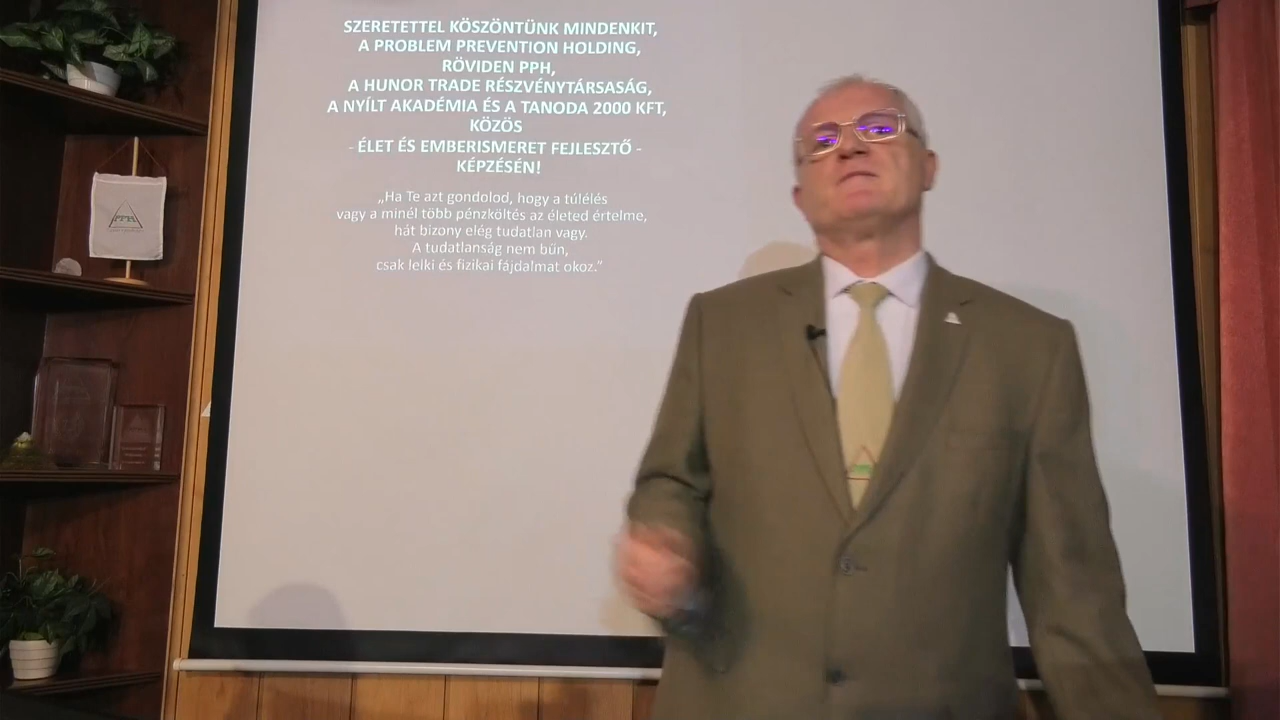 SZERETETTEL KÖSZÖNTÜNK MINDENKIT,
A PROBLEM PREVENTION HOLDING,
RÖVIDEN PPH,
A HUNOR TRADE RÉSZVÉNYTÁRSASÁG,
A NYÍLT AKADÉMIA ÉS A TANODA 2000 KFT,
KÖZÖS
- ÉLET ÉS EMBERISMERET FEJLESZTŐ -
KÉPZÉSÉN!
„Ha Te azt gondolod, hogy a túlélés
vagy a minél több pénzköltés az életed értelme,
hát bizony elég tudatlan vagy.
A tudatlanság nem bűn,
csak lelki és fizikai fájdalmat okoz.”